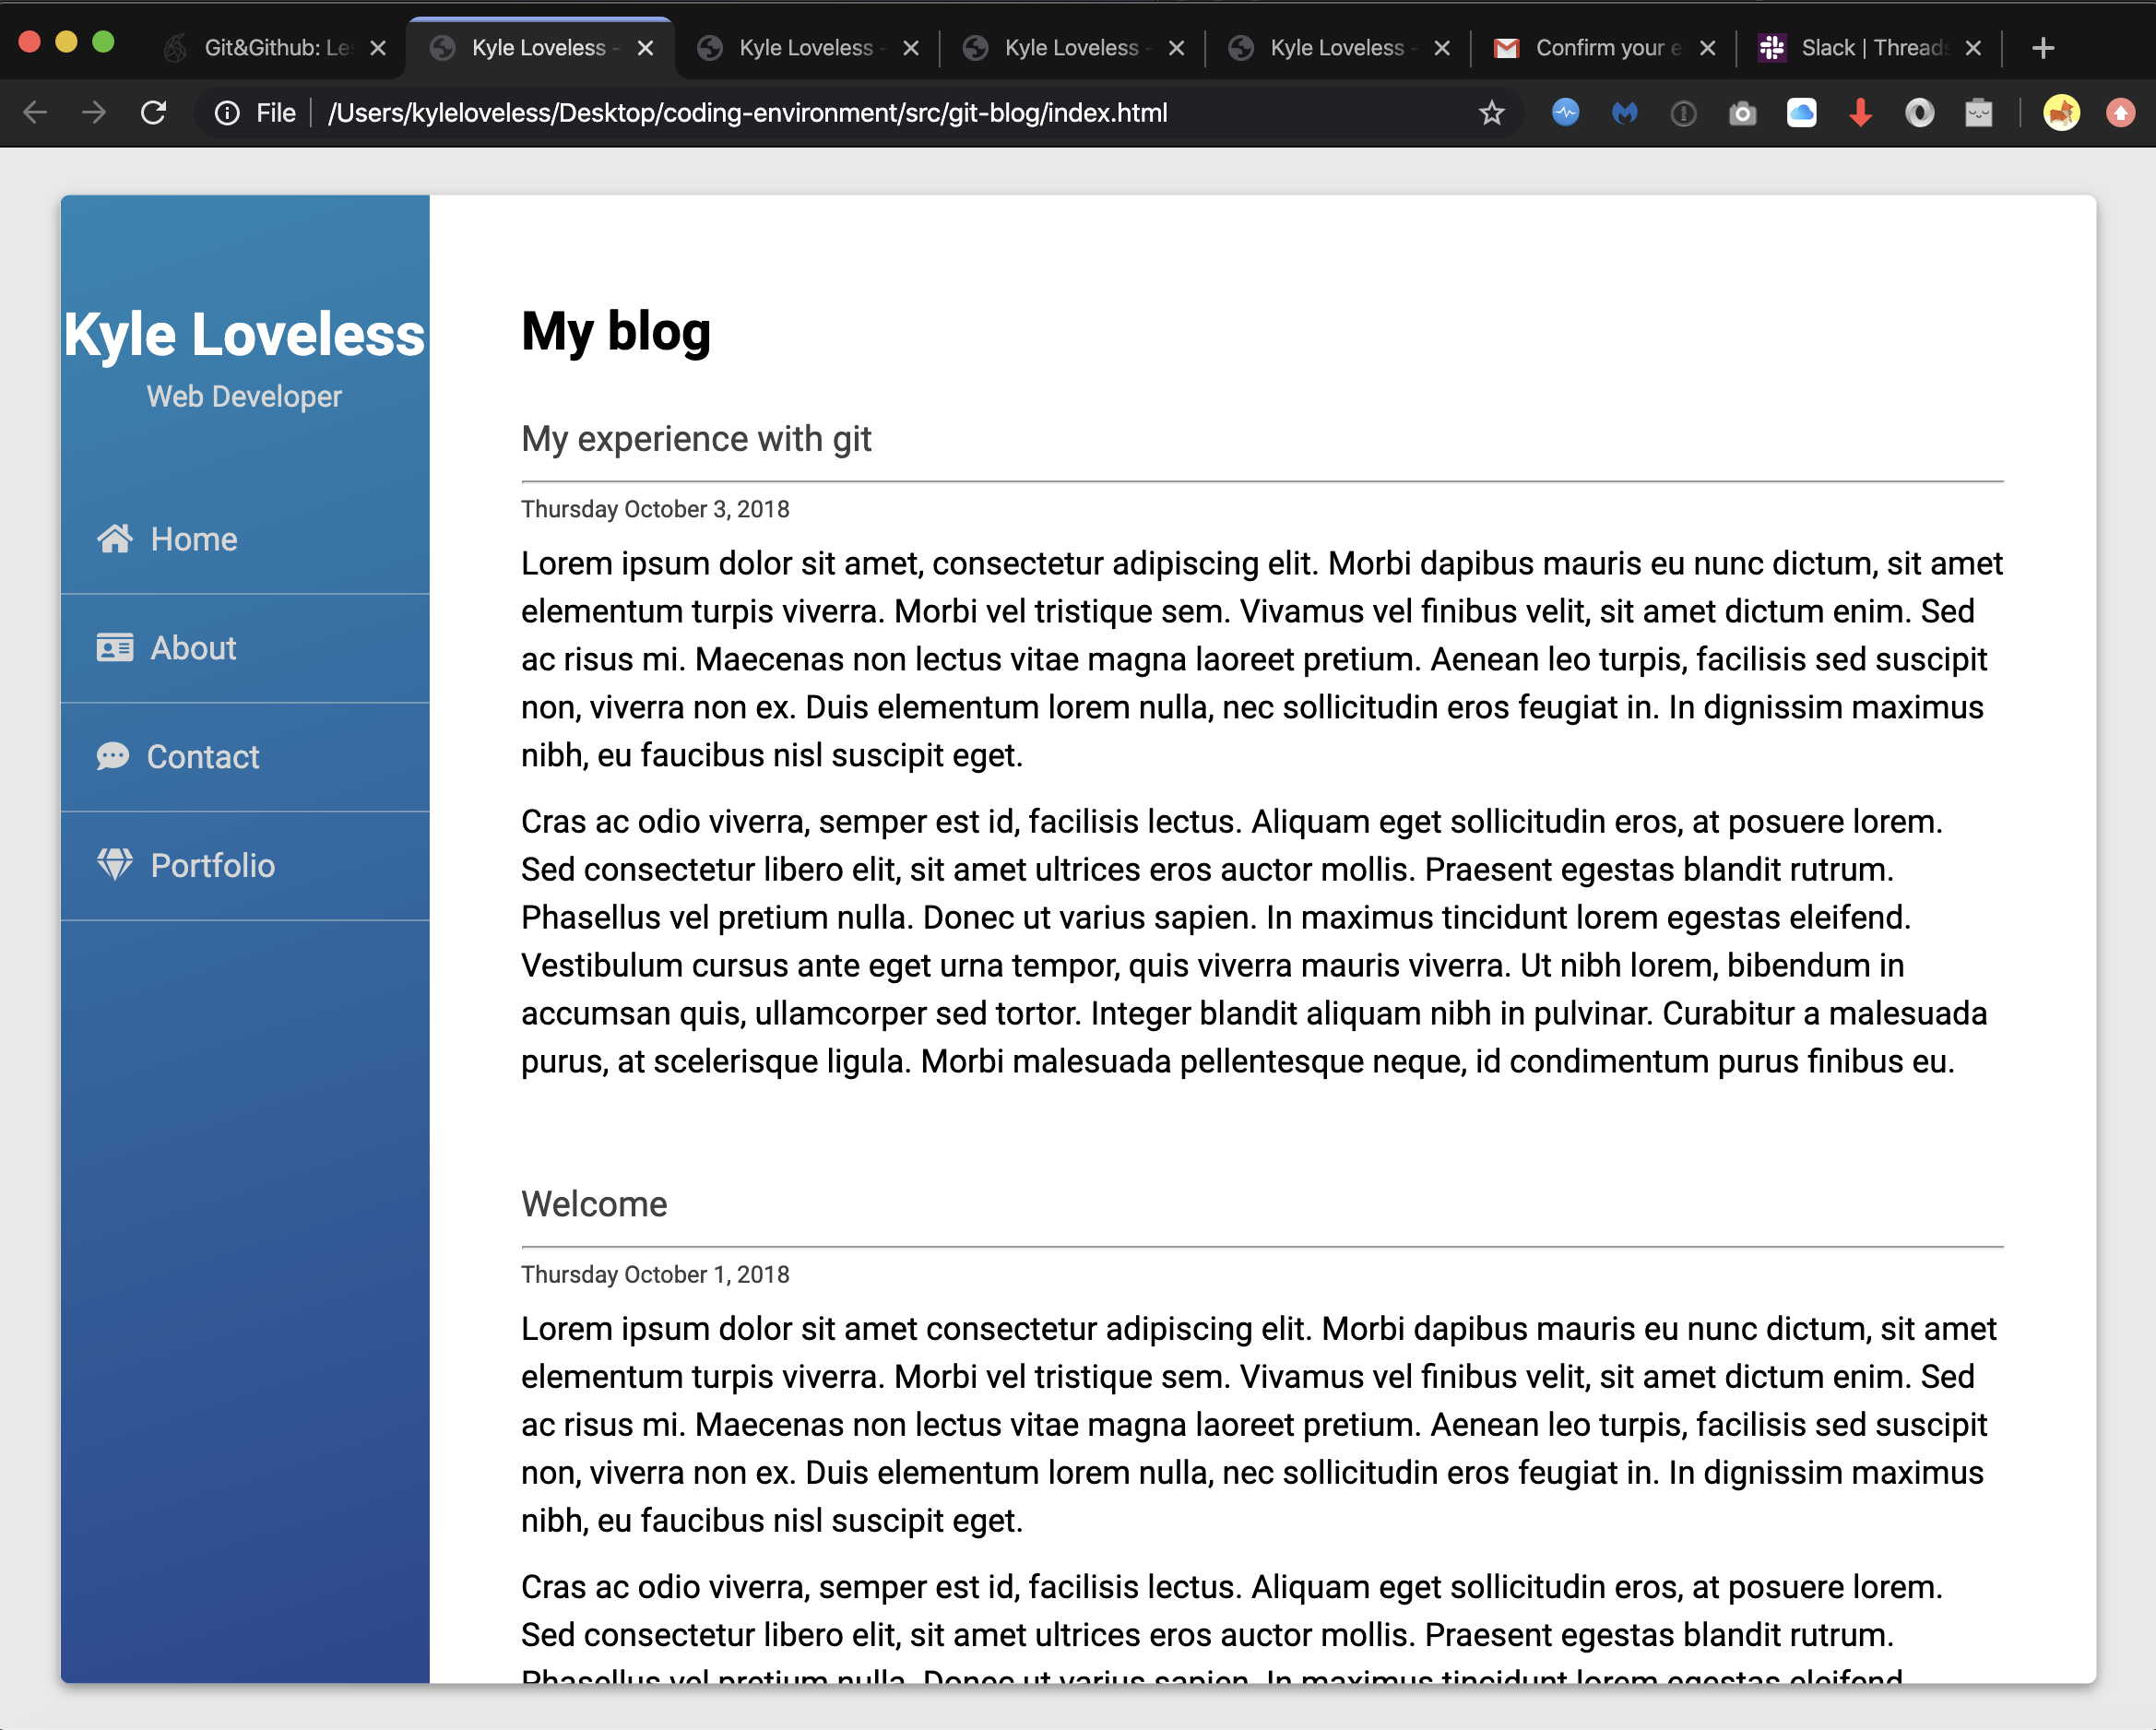 Git&Github: Le
Kyle Loveless -
Kyle Loveless -
Kyle Loveless -
Kyle Loveless -
Confirm your e
Slack | Threads
File
/Users/kyleloveless/Desktop/coding-environment/src/git-blog/index.html
Kyle Loveless
Web Developer
Home
About
Contact
Portfolio
My blog
My experience with git
Thursday October 3, 2018
Lorem ipsum dolor sit amet, consectetur adipiscing elit. Morbi dapibus mauris eu nunc dictum, sit amet
elementum turpis viverra. Morbi vel tristique sem. Vivamus vel finibus velit, sit amet dictum enim. Sed
ac risus mi. Maecenas non lectus vitae magna laoreet pretium. Aenean leo turpis, facilisis sed suscipit
non, viverra non ex. Duis elementum lorem nulla, nec sollicitudin eros feugiat in. In dignissim maximus
nibh, eu faucibus nisl suscipit eget.
Cras ac odio viverra, semper est id, facilisis lectus. Aliquam eget sollicitudin eros, at posuere lorem.
Sed consectetur libero elit, sit amet ultrices eros auctor mollis. Praesent egestas blandit rutrum.
Phasellus vel pretium nulla. Donec ut varius sapien. In maximus tincidunt lorem egestas eleifend.
Vestibulum cursus ante eget urna tempor, quis viverra mauris viverra. Ut nibh lorem, bibendum in
accumsan quis, ullamcorper sed tortor. Integer blandit aliquam nibh in pulvinar. Curabitur a malesuada
purus, at scelerisque ligula. Morbi malesuada pellentesque neque, id condimentum purus finibus eu.
Welcome
Thursday October 1, 2018
Lorem ipsum dolor sit amet consectetur adipiscing elit. Morbi dapibus mauris eu nunc dictum, sit amet
elementum turpis viverra. Morbi vel tristique sem. Vivamus vel finibus velit, sit amet dictum enim. Sed
ac risus mi. Maecenas non lectus vitae magna laoreet pretium. Aenean leo turpis, facilisis sed suscipit
non, viverra non ex. Duis elementum lorem nulla, nec sollicitudin eros feugiat in. In dignissim maximus
nibh, eu faucibus nisl suscipit eget.
Cras ac odio viverra, semper est id, facilisis lectus. Aliquam eget sollicitudin eros, at posuere lorem.
Sed consectetur libero elit, sit amet ultrices eros auctor mollis. Praesent egestas blandit rutrum.
Phasellus vel pretium nulla. Donec ut varius sapien. In maximus tincidunt lorem egestas eleifend